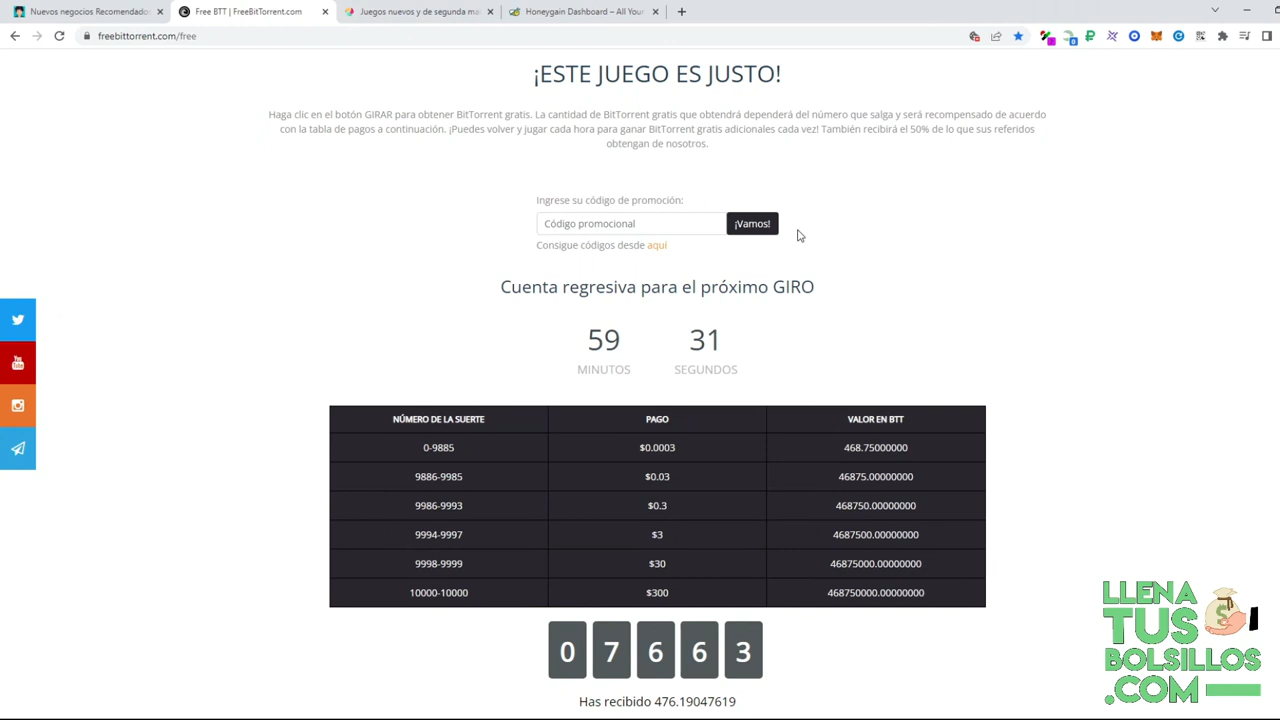 Nuevos negocios Recomendados
Free BTT | FreeBitTorrent.com
Juegos nuevos y de segunda ma
Honeygain Dashboard – All Your
freebittorrent.com/free
¡ESTE JUEGO ES JUSTO!
Haga clic en el botón GIRAR para obtener BitTorrent gratis. La cantidad de BitTorrent gratis que obtendrá dependerá del número que salga y será recompensado de acuerdo
con la tabla de pagos a continuación. ¡Puedes volver y jugar cada hora para ganar BitTorrent gratis adicionales cada vez! También recibirá el 50% de lo que sus referidos
obtengan de nosotros.
Ingrese su código de promoción:
Código promocional ¡Vamos!
Consigue códigos desde aquí
Cuenta regresiva para el próximo GIRO
59 31
MINUTOS SEGUNDOS
NÚMERO DE LA SUERTE PAGO VALOR EN BTT
0-9885 $0.0003 468.75000000
9886-9985 $0.03 46875.00000000
9986-9993 $0.3 468750.00000000
9994-9997 $3 4687500.00000000
9998-9999 $30 46875000.00000000
10000-10000 $300 468750000.00000000
0 7 6 6 3
Has recibido 476.19047619
LLENA
TUS
BOLSILLOS
.COM